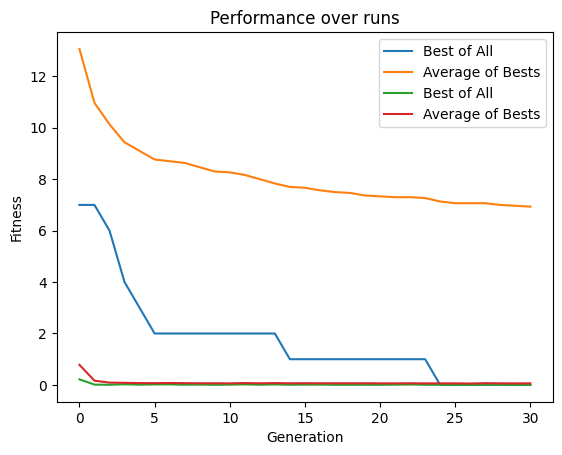 Performance over runs
Best of All
Average of Bests
Best of All
Average of Bests
Fitness
12
10
8
6
4
2
0
0 5 10 15 20 25 30
Generation